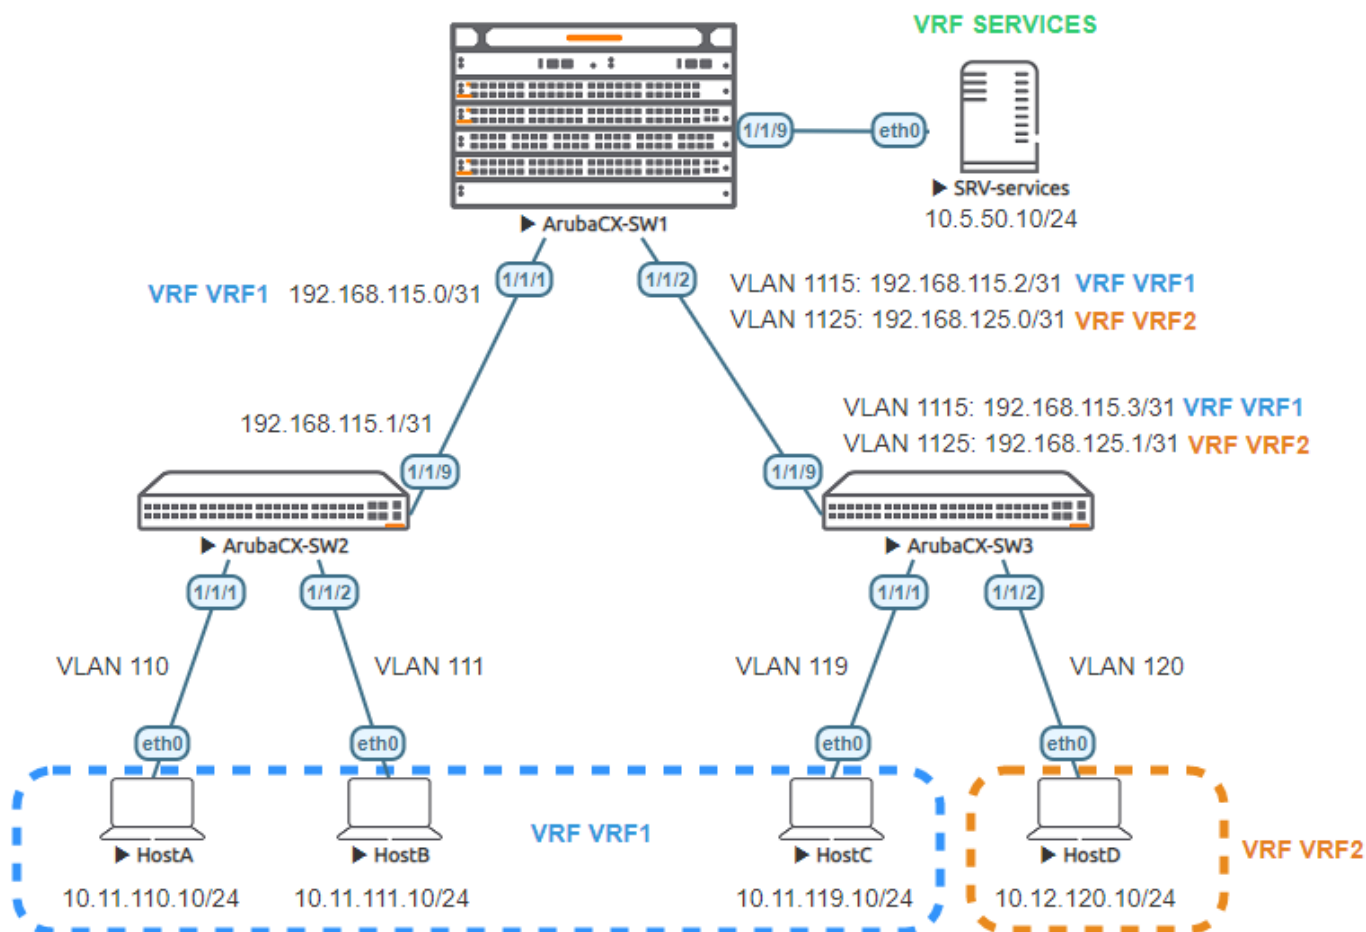 VRF SERVICES
1/1/9
eth0
SRV-services
10.5.50.10/24
ArubaCX-SW1
VRF VRF1 192.168.115.0/31
1/1/1
1/1/2
VLAN 1115: 192.168.115.2/31 VRF VRF1
VLAN 1125: 192.168.125.0/31 VRF VRF2
192.168.115.1/31
VLAN 1115: 192.168.115.3/31 VRF VRF1
VLAN 1125: 192.168.125.1/31 VRF VRF2
1/1/9
1/1/9
ArubaCX-SW2
ArubaCX-SW3
1/1/1
1/1/2
1/1/1
1/1/2
VLAN 110
VLAN 111
VLAN 119
VLAN 120
eth0
eth0
eth0
eth0
VRF VRF1
VRF VRF2
HostA
HostB
HostC
HostD
10.11.110.10/24
10.11.111.10/24
10.11.119.10/24
10.12.120.10/24